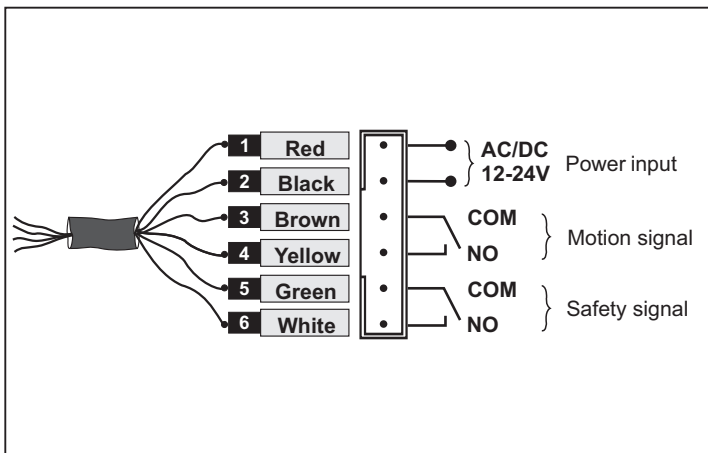 1 Red
2 Black
3 Brown
4 Yellow
5 Green
6 White
AC/DC
12-24V
Power input
COM
NO
Motion signal
COM
NO
Safety signal